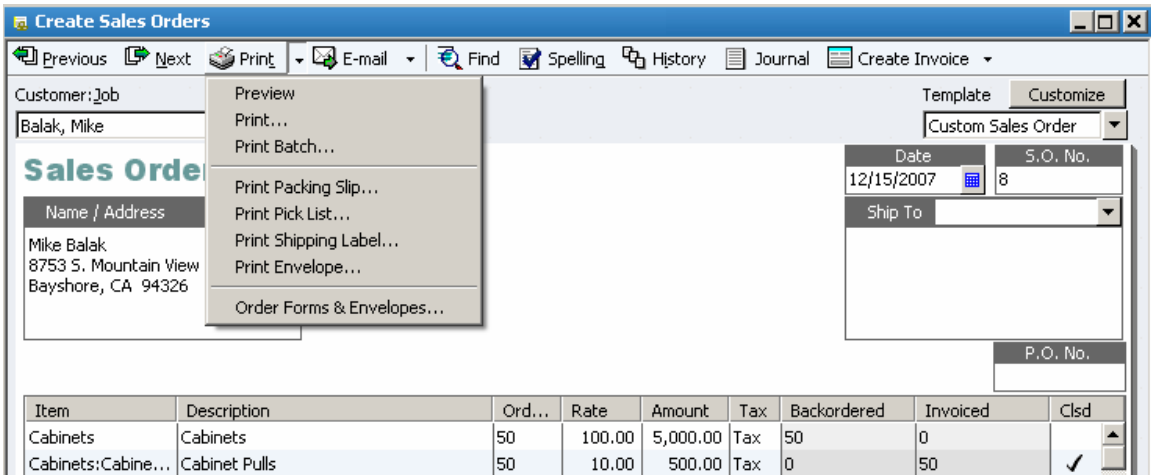 Create Sales Orders
Previous Next Print E-mail Find Spelling History Journal Create Invoice
Customer:Job Template Customize
Balak, Mike Custom Sales Order
Preview
Print...
Print Batch...
Print Packing Slip...
Print Pick List...
Print Shipping Label...
Print Envelope...
Order Forms & Envelopes...
Sales Orde Date S.O. No.
12/15/2007 8
Name / Address Ship To
Mike Balak
8753 S. Mountain View
Bayshore, CA 94326
P.O. No.
Item Description Ord... Rate Amount Tax Backordered Invoiced Clsd
Cabinets Cabinets 50 100.00 5,000.00 Tax 50 0
Cabinets:Cabine... Cabinet Pulls 50 10.00 500.00 Tax 0 50 ✓